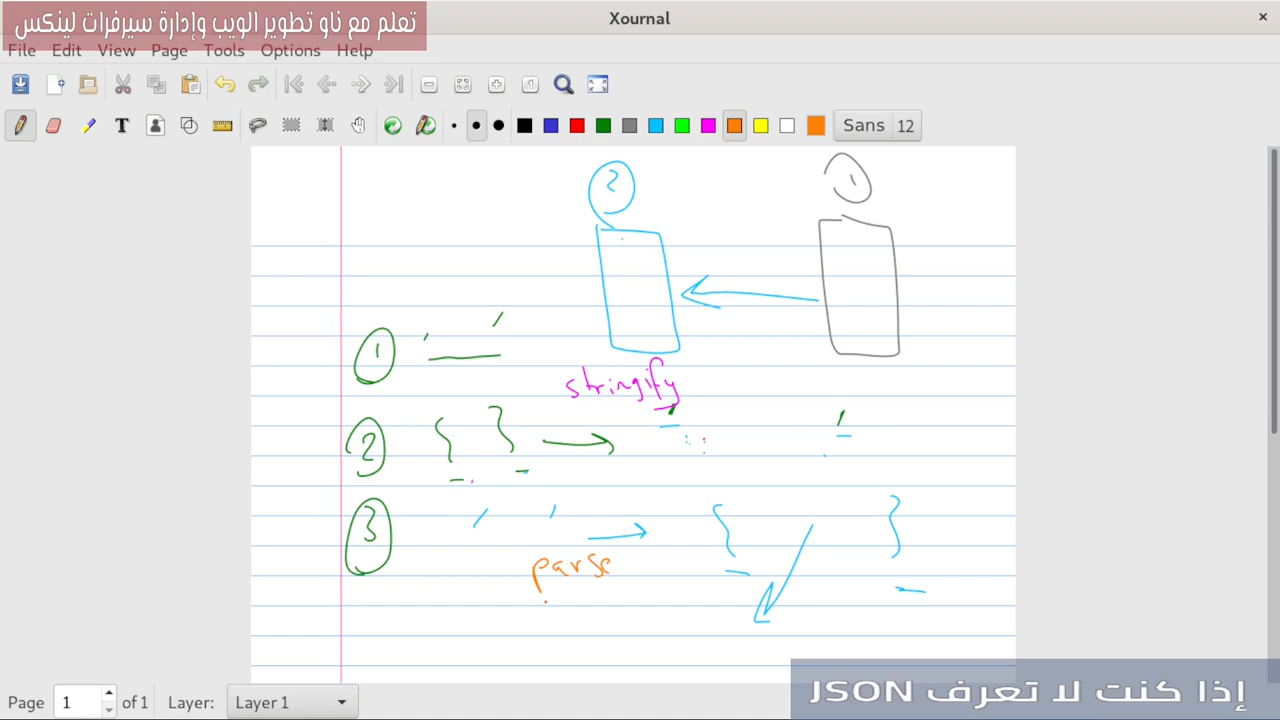 Xournal
تعلم مع ناو تطوير الويب وإدارة سيرفرات لينكس
File Edit View Page Tools Options Help
Sans 12
2 1
1 ' '
stringify
2 { } → ' '
3 ' ' → { }
parse
Page 1 of 1 Layer: Layer 1
إذا كنت لا تعرف JSON